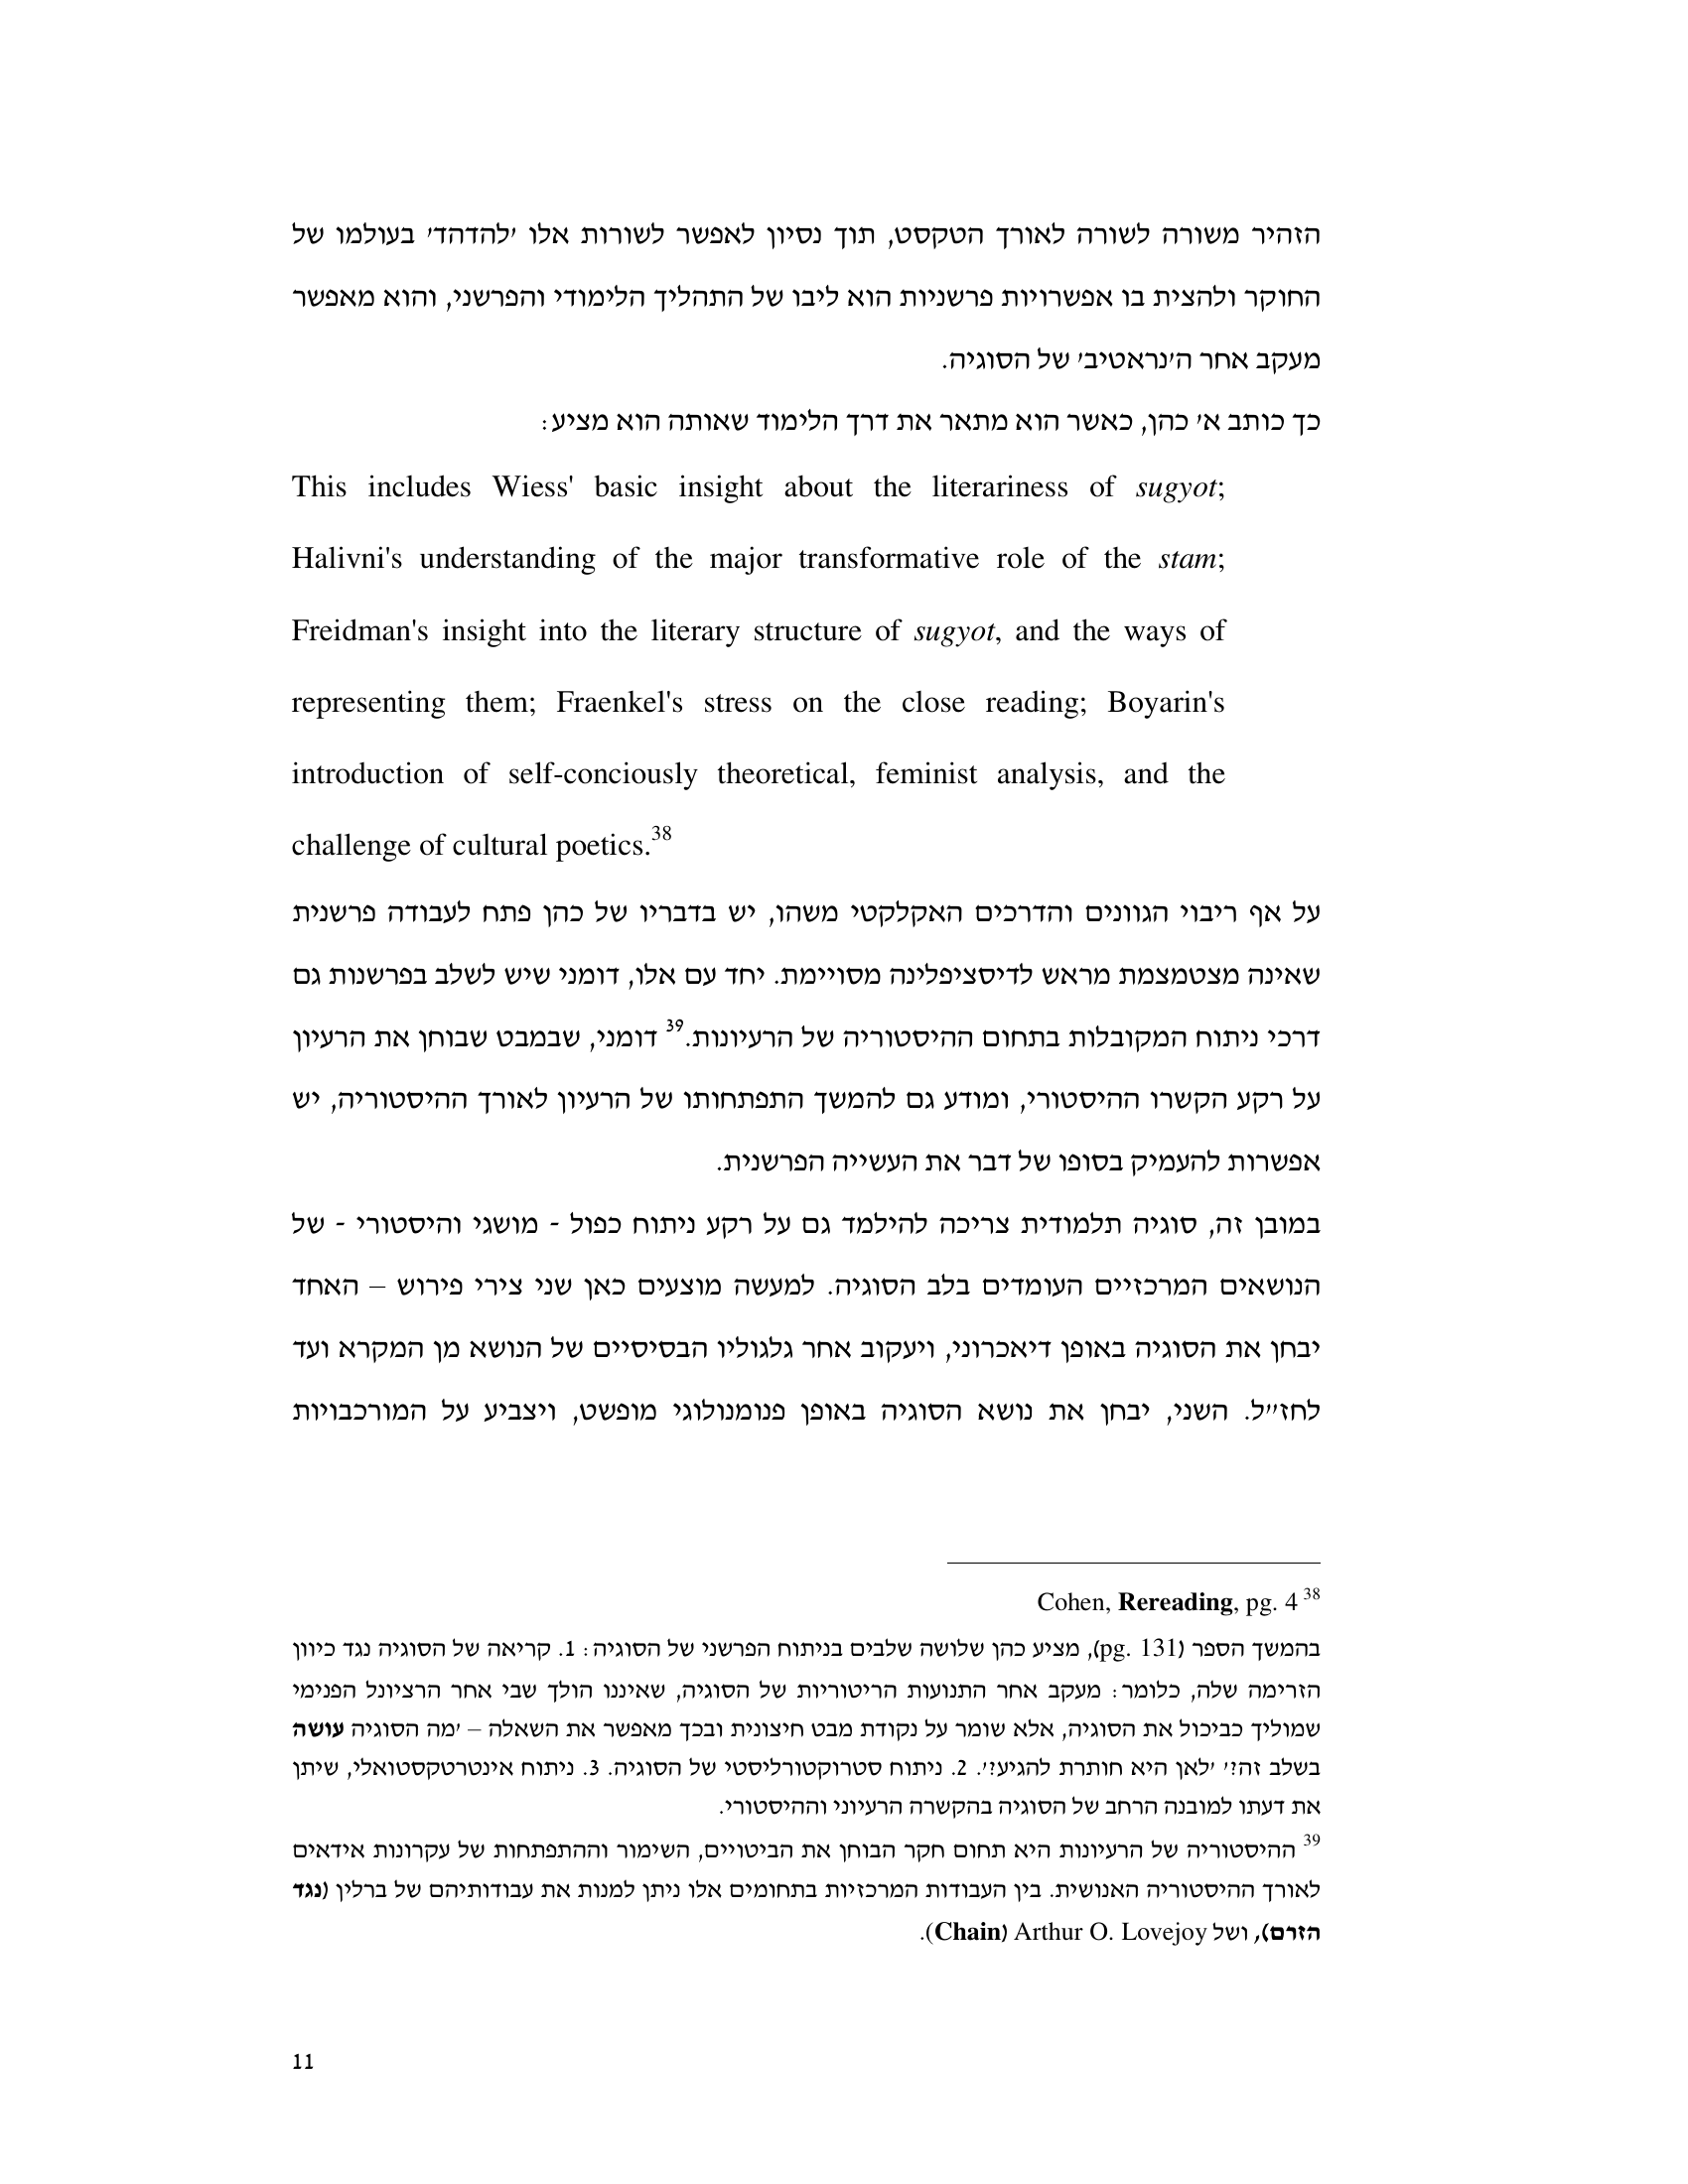 הזהיר משורה לשורה לאורך הטקסט, תוך נסיון לאפשר לשורות אלו 'להדהד' בעולמו של
החוקר ולהצית בו אפשרויות פרשניות הוא ליבו של התהליך הלימודי והפרשני, והוא מאפשר
מעקב אחר ה'נראטיב' של הסוגיה.
כך כותב א' כהן, כאשר הוא מתאר את דרך הלימוד שאותה הוא מציע:
This includes Wiess' basic insight about the literariness of sugyot;
Halivni's understanding of the major transformative role of the stam;
Freidman's insight into the literary structure of sugyot, and the ways of
representing them; Fraenkel's stress on the close reading; Boyarin's
introduction of self-conciously theoretical, feminist analysis, and the
challenge of cultural poetics.38
על אף ריבוי הגוונים והדרכים האקלקטי משהו, יש בדבריו של כהן פתח לעבודה פרשנית
שאינה מצטמצמת מראש לדיסציפלינה מסויימת. יחד עם אלו, דומני שיש לשלב בפרשנות גם
דרכי ניתוח המקובלות בתחום ההיסטוריה של הרעיונות.39 דומני, שבמבט שבוחן את הרעיון
על רקע הקשרו ההיסטורי, ומודע גם להמשך התפתחותו של הרעיון לאורך ההיסטוריה, יש
אפשרות להעמיק בסופו של דבר את העשייה הפרשנית.
במובן זה, סוגיה תלמודית צריכה להילמד גם על רקע ניתוח כפול - מושגי והיסטורי - של
הנושאים המרכזיים העומדים בלב הסוגיה. למעשה מוצעים כאן שני צירי פירוש – האחד
יבחן את הסוגיה באופן דיאכרוני, ויעקוב אחר גלגוליו הבסיסיים של הנושא מן המקרא ועד
לחז"ל. השני, יבחן את נושא הסוגיה באופן פנומנולוגי מופשט, ויצביע על המורכבויות
38 Cohen, Rereading, pg. 4
בהמשך הספר (pg. 131), מציע כהן שלושה שלבים בניתוח הפרשני של הסוגיה: 1. קריאה של הסוגיה נגד כיוון
הזרימה שלה, כלומר: מעקב אחר התנועות הריטוריות של הסוגיה, שאיננו הולך שבי אחר הרציונל הפנימי
שמוליך כביכול את הסוגיה, אלא שומר על נקודת מבט חיצונית ובכך מאפשר את השאלה – 'מה הסוגיה עושה
בשלב זה?' 'לאן היא חותרת להגיע?'. 2. ניתוח סטרוקטורליסטי של הסוגיה. 3. ניתוח אינטרטקסטואלי, שיתן
את דעתו למובנה הרחב של הסוגיה בהקשרה הרעיוני וההיסטורי.
39 ההיסטוריה של הרעיונות היא תחום חקר הבוחן את הביטויים, השימור וההתפתחות של עקרונות אידאים
לאורך ההיסטוריה האנושית. בין העבודות המרכזיות בתחומים אלו ניתן למנות את עבודותיהם של ברלין (נגד
הזרם), ושל Arthur O. Lovejoy (Chain).
11